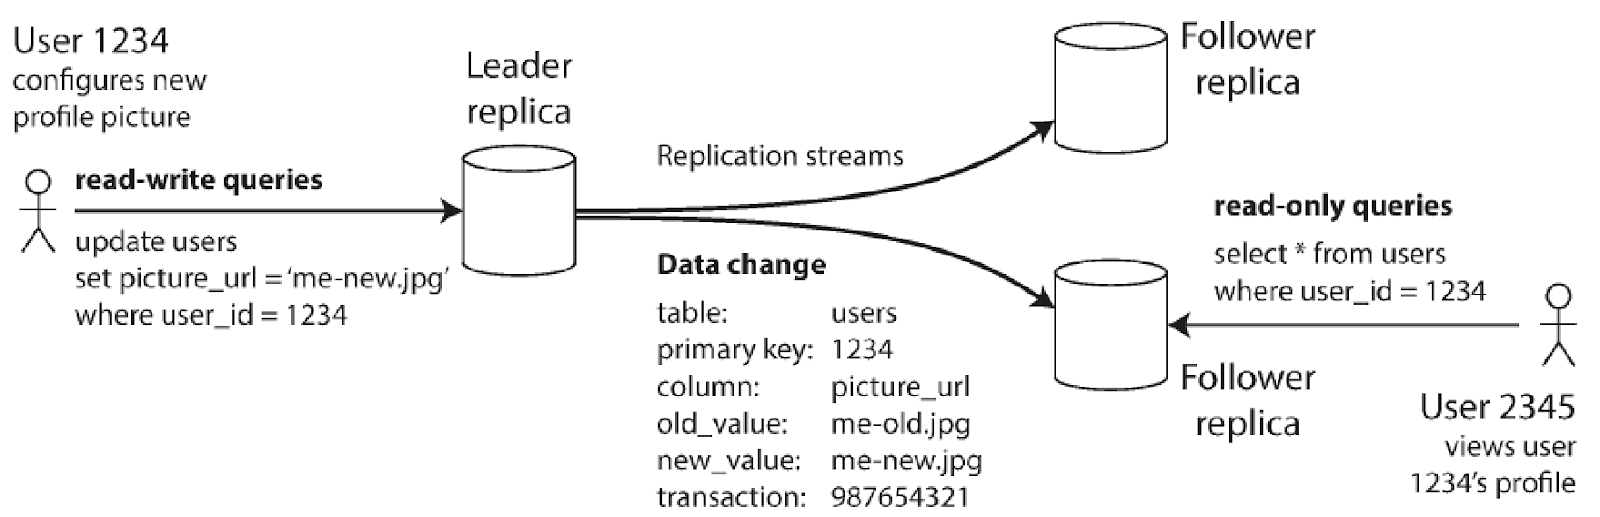 User 1234
configures new
profile picture
read-write queries
update users
set picture_url = ‘me-new.jpg’
where user_id = 1234
Leader
replica
Replication streams
Data change
table: users
primary key: 1234
column: picture_url
old_value: me-old.jpg
new_value: me-new.jpg
transaction: 987654321
Follower
replica
read-only queries
select * from users
where user_id = 1234
Follower
replica
User 2345
views user
1234’s profile